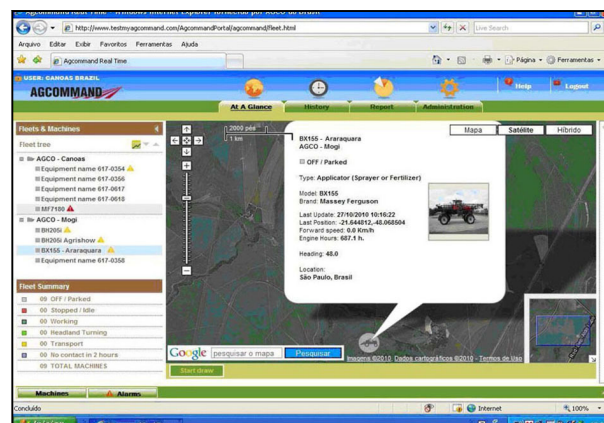 AgCommand Real Time - Windows Internet Explorer fornecido por AGCO do Brasil
http://www.testmyagcommand.com/AgcommandPortal/agcommand/fleet.html
Live Search
Arquivo Editar Exibir Favoritos Ferramentas Ajuda
Agcommand Real Time
Página
Ferramentas
USER: CANOAS BRAZIL
AGCOMMAND
At A Glance
History
Report
Administration
Help
Logout
Fleets & Machines
Fleet tree
AGCO - Canoas
Equipment name 617-0354
Equipment name 617-0356
Equipment name 617-0617
Equipment name 617-0618
MF7180
AGCO - Mogi
BH205i
BH205i Agrishow
BX155 - Araraquara
Equipment name 617-0358
Fleet Summary
09 OFF / Parked
00 Stopped / Idle
00 Working
00 Headland Turning
00 Transport
00 No contact in 2 hours
09 TOTAL MACHINES
Machines
Alarms
2000 pés
1 km
Mapa
Satélite
Híbrido
BX155 - Araraquara
AGCO - Mogi
OFF / Parked
Type: Applicator (Sprayer or Fertilizer)
Model: BX155
Brand: Massey Ferguson
Last Update: 27/10/2010 10:16:22
Last Position: -21.644812,-48.068504
Forward speed: 0.0 Km/h
Engine Hours: 687.1 h.
Heading: 48.0
Location:
São Paulo, Brasil
Google
pesquisar o mapa
Pesquisar
Imagens ©2010 Dados cartográficos ©2010 - Termos de Uso
Start draw
Concluído
Internet
100%